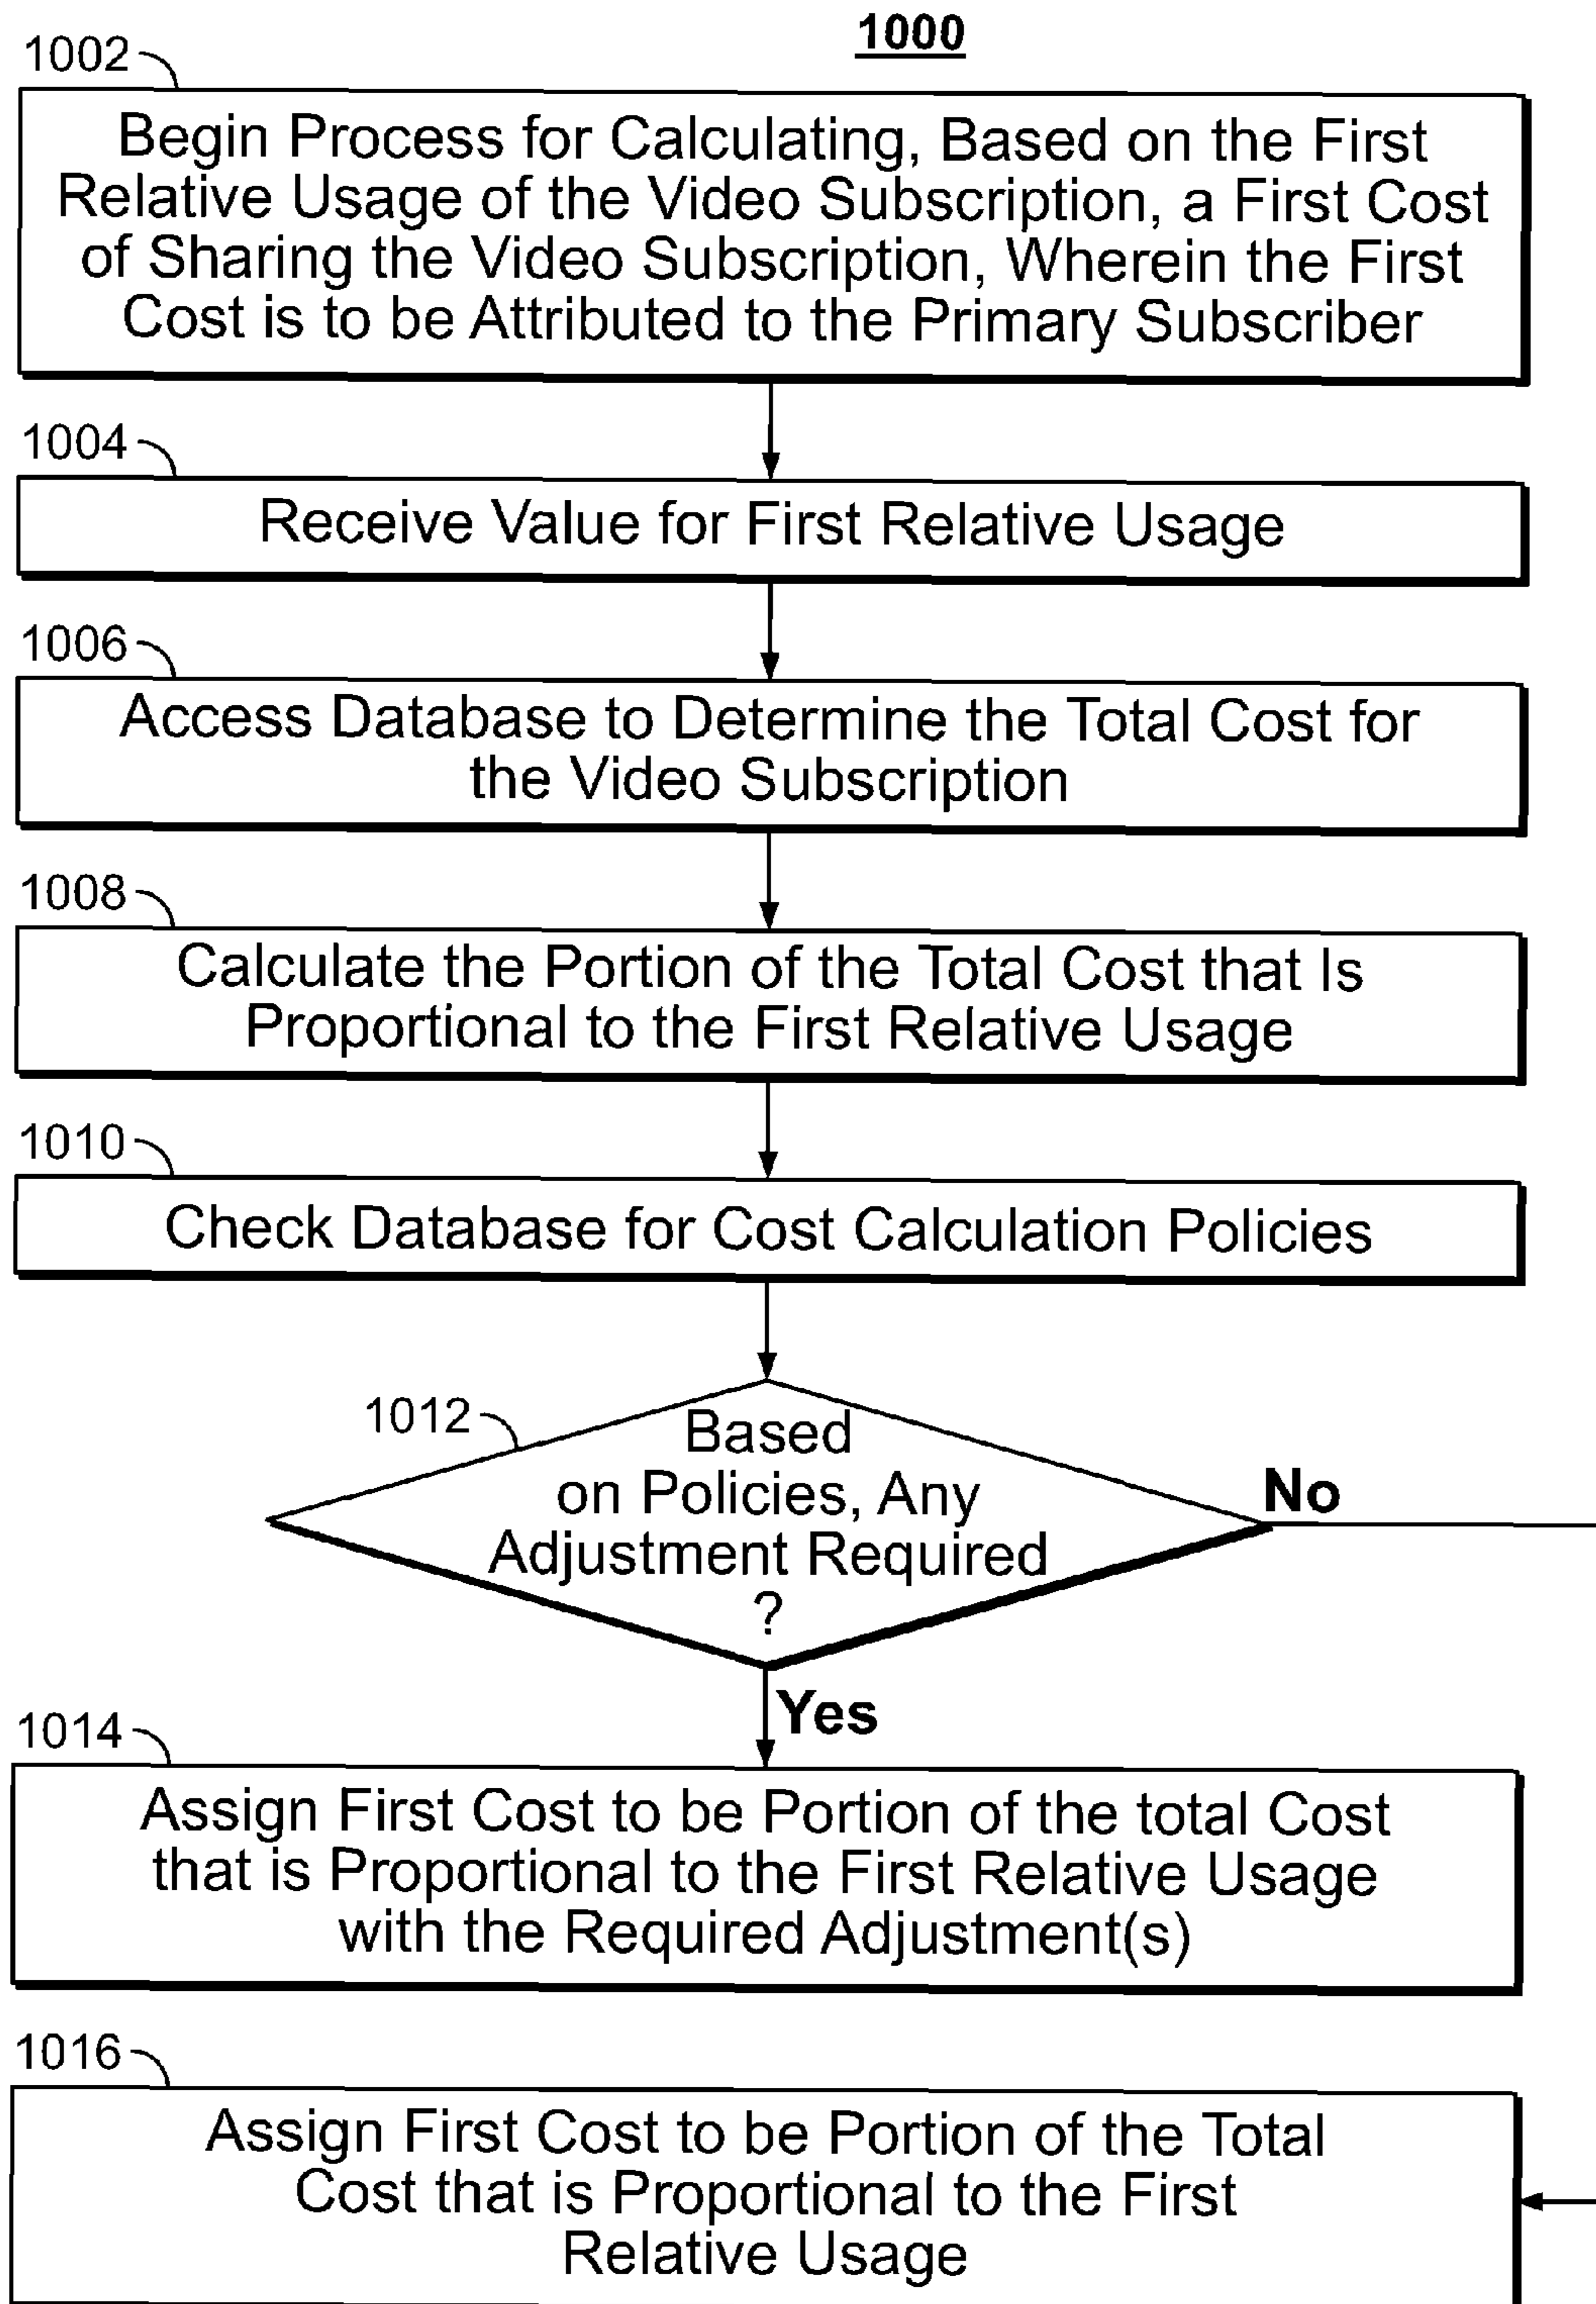 1000
1002
Begin Process for Calculating, Based on the First
Relative Usage of the Video Subscription, a First Cost
of Sharing the Video Subscription, Wherein the First
Cost is to be Attributed to the Primary Subscriber
1004
Receive Value for First Relative Usage
1006
Access Database to Determine the Total Cost for
the Video Subscription
1008
Calculate the Portion of the Total Cost that Is
Proportional to the First Relative Usage
1010
Check Database for Cost Calculation Policies
1012
Based
on Policies, Any
Adjustment Required
?
No
Yes
1014
Assign First Cost to be Portion of the total Cost
that is Proportional to the First Relative Usage
with the Required Adjustment(s)
1016
Assign First Cost to be Portion of the Total
Cost that is Proportional to the First
Relative Usage